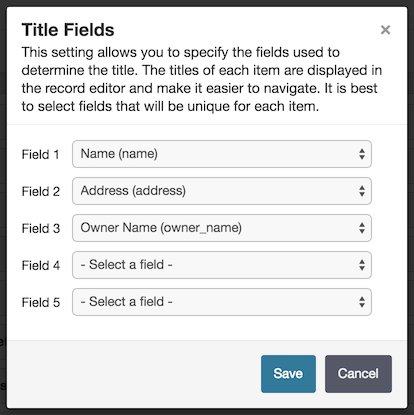 Title Fields
×
This setting allows you to specify the fields used to
determine the title. The titles of each item are displayed in
the record editor and make it easier to navigate. It is best
to select fields that will be unique for each item.
Field 1 Name (name)
Field 2 Address (address)
Field 3 Owner Name (owner_name)
Field 4 - Select a field -
Field 5 - Select a field -
Save Cancel